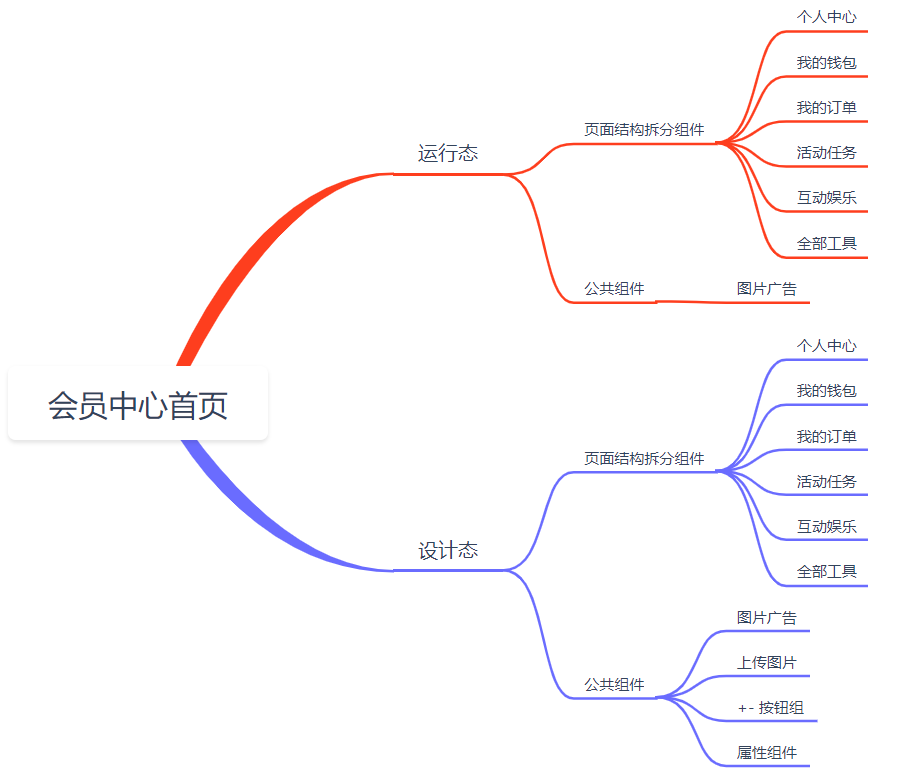 会员中心首页
运行态
页面结构拆分组件
个人中心
我的钱包
我的订单
活动任务
互动娱乐
全部工具
公共组件
图片广告
设计态
页面结构拆分组件
个人中心
我的钱包
我的订单
活动任务
互动娱乐
全部工具
公共组件
图片广告
上传图片
+- 按钮组
属性组件